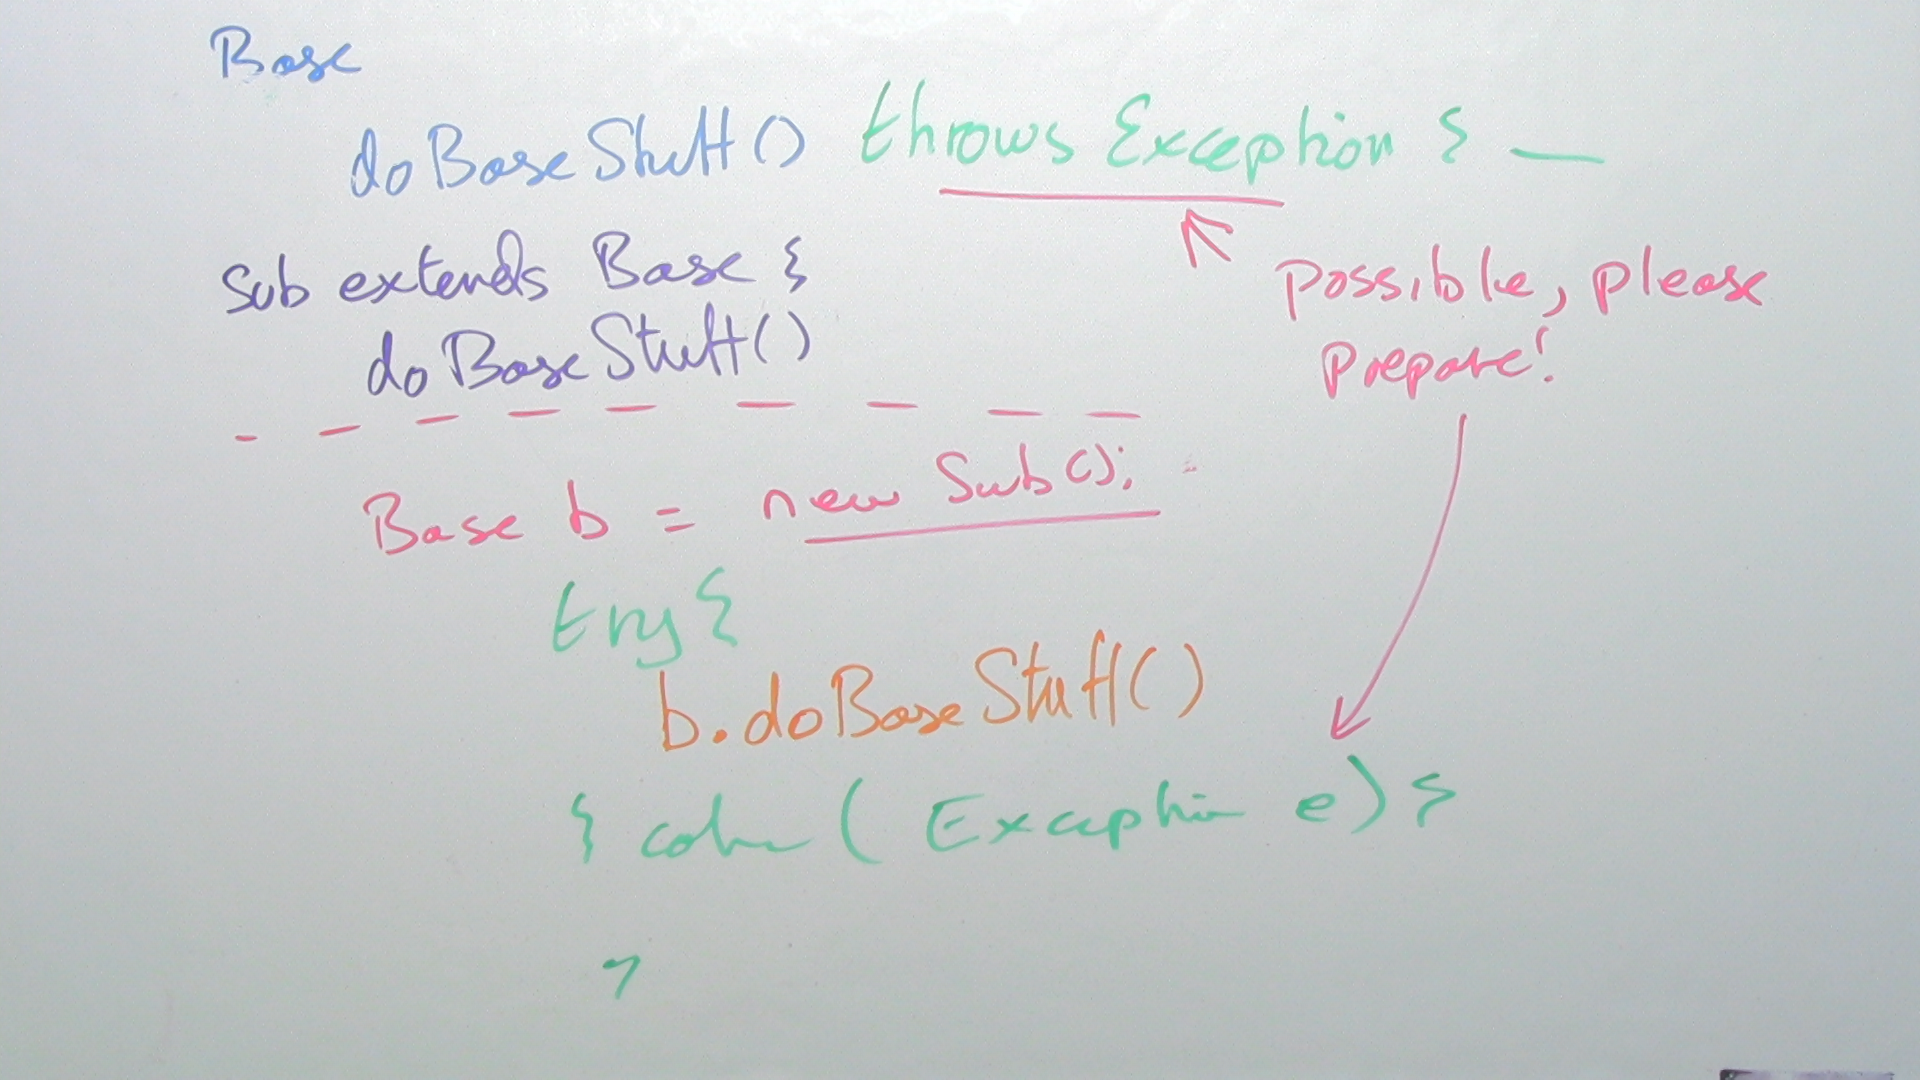 Base
doBaseStuff() throws Exception {
Sub extends Base {
doBaseStuff()
possible, please
prepare!
Base b = new Sub();
try {
b.doBaseStuff()
} catch ( Exception e) {
}